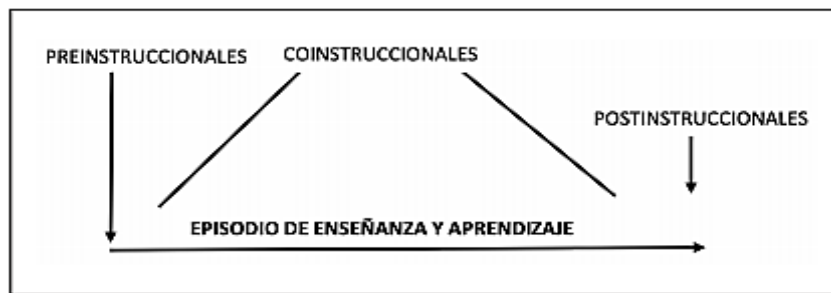 PREINSTRUCCIONALES
COINSTRUCCIONALES
POSTINSTRUCCIONALES
EPISODIO DE ENSEÑANZA Y APRENDIZAJE